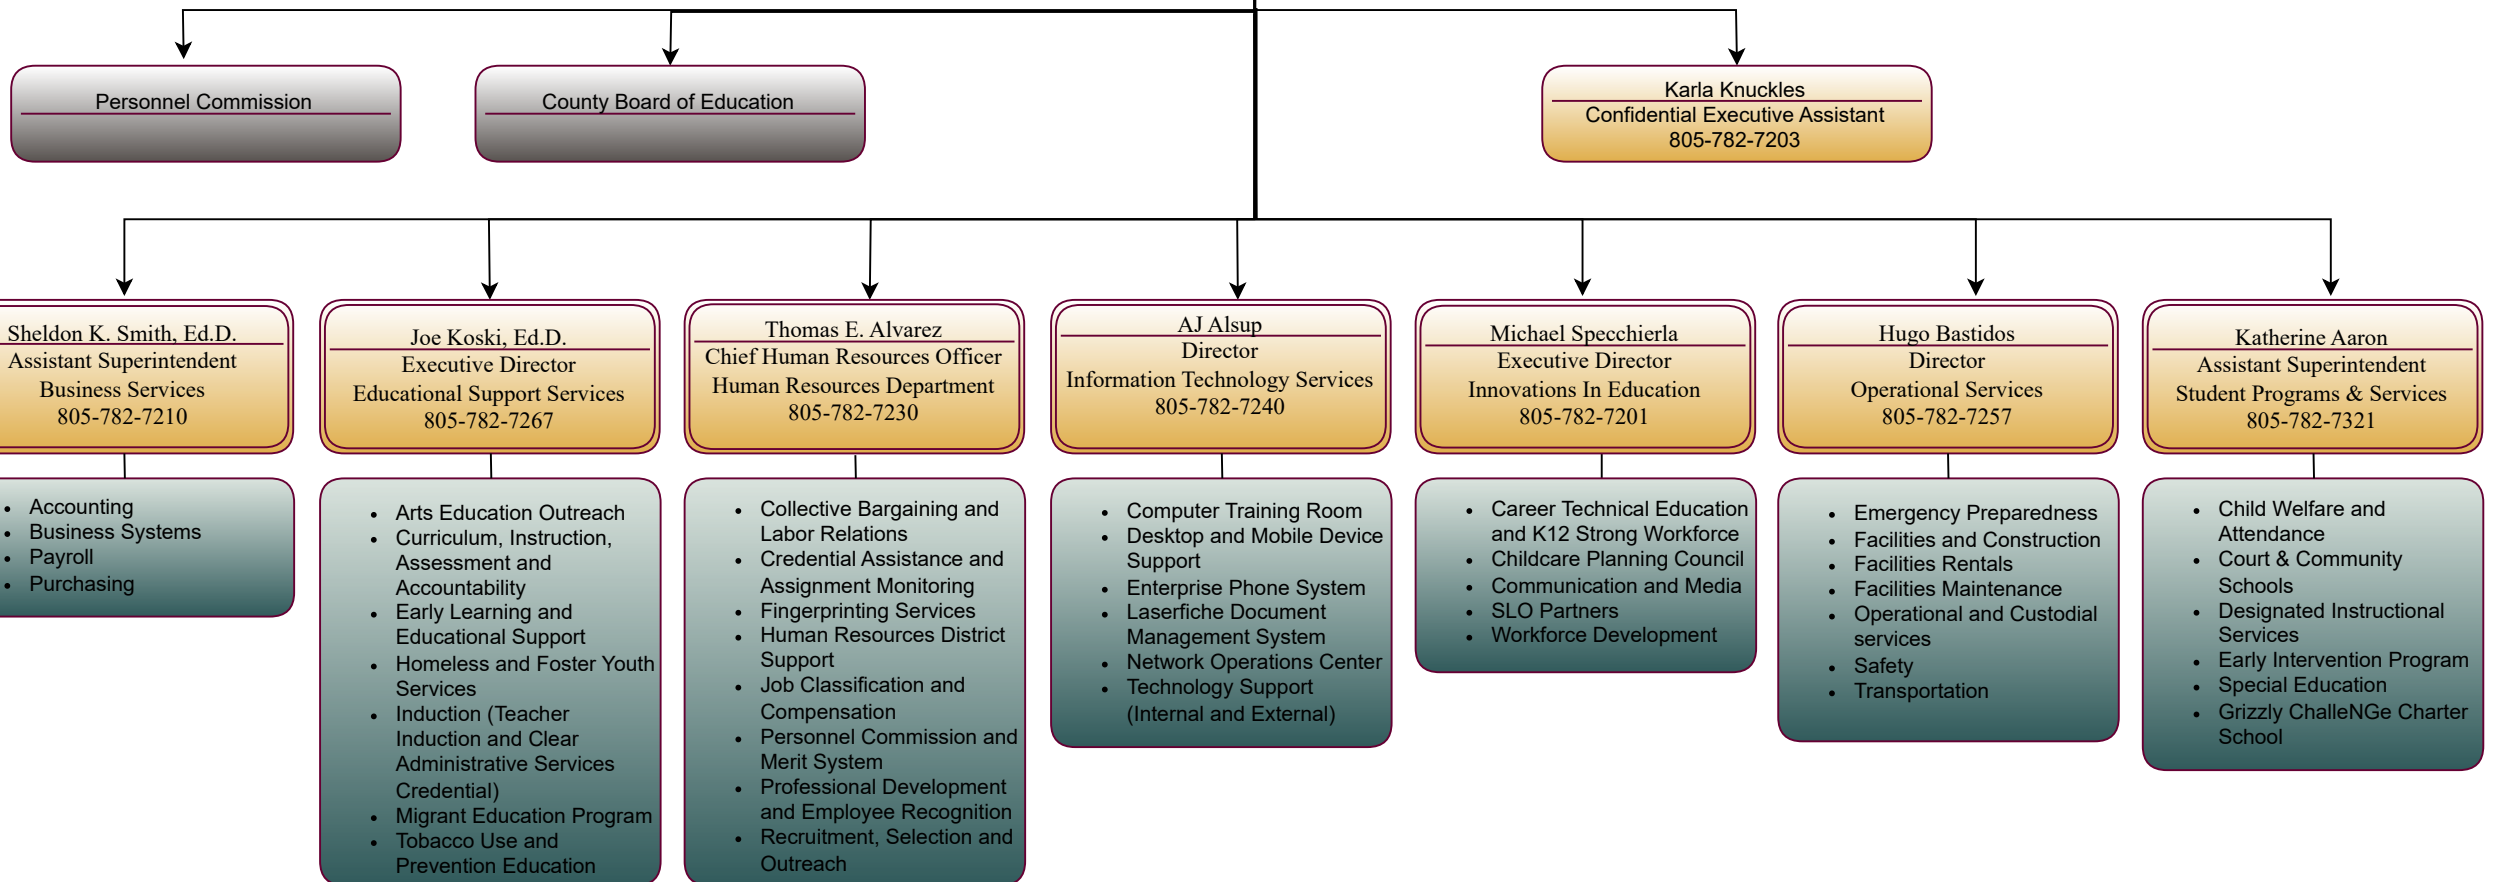 Personnel Commission
County Board of Education
Karla Knuckles
Confidential Executive Assistant
805-782-7203
Sheldon K. Smith, Ed.D.
Assistant Superintendent
Business Services
805-782-7210
• Accounting
• Business Systems
• Payroll
• Purchasing
Joe Koski, Ed.D.
Executive Director
Educational Support Services
805-782-7267
• Arts Education Outreach
• Curriculum, Instruction,
Assessment and
Accountability
• Early Learning and
Educational Support
• Homeless and Foster Youth
Services
• Induction (Teacher
Induction and Clear
Administrative Services
Credential)
• Migrant Education Program
• Tobacco Use and
Prevention Education
Thomas E. Alvarez
Chief Human Resources Officer
Human Resources Department
805-782-7230
• Collective Bargaining and
Labor Relations
• Credential Assistance and
Assignment Monitoring
• Fingerprinting Services
• Human Resources District
Support
• Job Classification and
Compensation
• Personnel Commission and
Merit System
• Professional Development
and Employee Recognition
• Recruitment, Selection and
Outreach
AJ Alsup
Director
Information Technology Services
805-782-7240
• Computer Training Room
• Desktop and Mobile Device
Support
• Enterprise Phone System
• Laserfiche Document
Management System
• Network Operations Center
• Technology Support
(Internal and External)
Michael Specchierla
Executive Director
Innovations In Education
805-782-7201
• Career Technical Education
and K12 Strong Workforce
• Childcare Planning Council
• Communication and Media
• SLO Partners
• Workforce Development
Hugo Bastidos
Director
Operational Services
805-782-7257
• Emergency Preparedness
• Facilities and Construction
• Facilities Rentals
• Facilities Maintenance
• Operational and Custodial
services
• Safety
• Transportation
Katherine Aaron
Assistant Superintendent
Student Programs & Services
805-782-7321
• Child Welfare and
Attendance
• Court & Community
Schools
• Designated Instructional
Services
• Early Intervention Program
• Special Education
• Grizzly ChalleNGe Charter
School